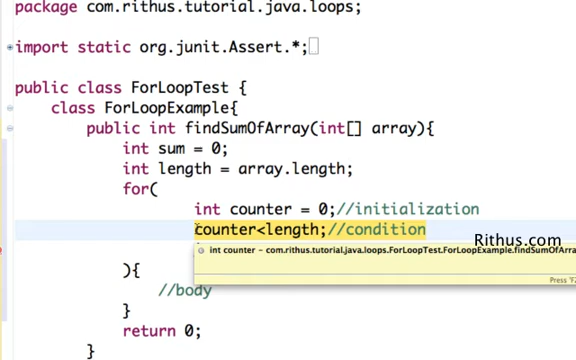 package com.rithus.tutorial.java.loops;
import static org.junit.Assert.*;
public class ForLoopTest {
class ForLoopExample{
public int findSumOfArray(int[] array){
int sum = 0;
int length = array.length;
for(
int counter = 0;//initialization
counter<length;//condition
Rithus.com
int counter - com.rithus.tutorial.java.loops.ForLoopTest.ForLoopExample.findSumOfArra
){
Press 'F2
//body
}
return 0;
}